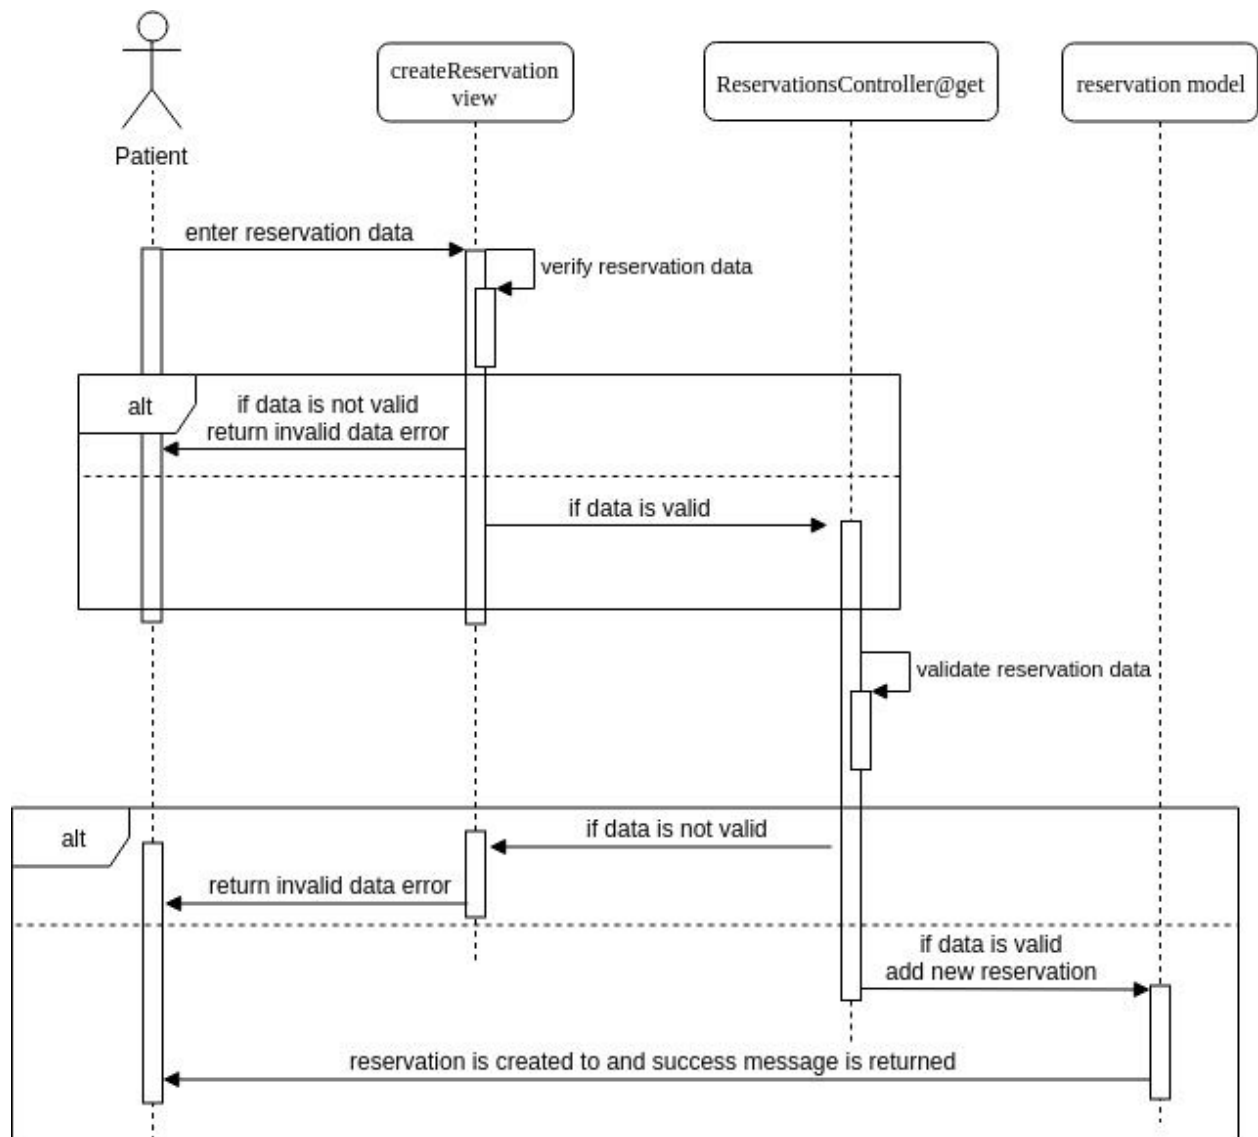 createReservation
view
ReservationsController@get
reservation model
Patient
enter reservation data
verify reservation data
alt
if data is not valid
return invalid data error
if data is valid
validate reservation data
alt
if data is not valid
return invalid data error
if data is valid
add new reservation
reservation is created to and success message is returned